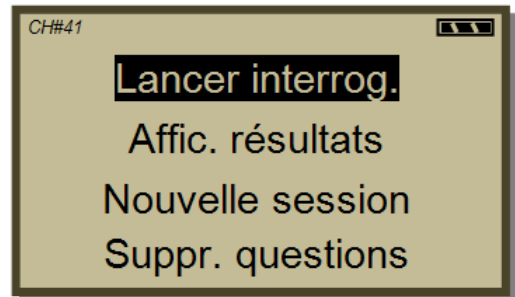 CH#41
Lancer interrog.
Affic. résultats
Nouvelle session
Suppr. questions